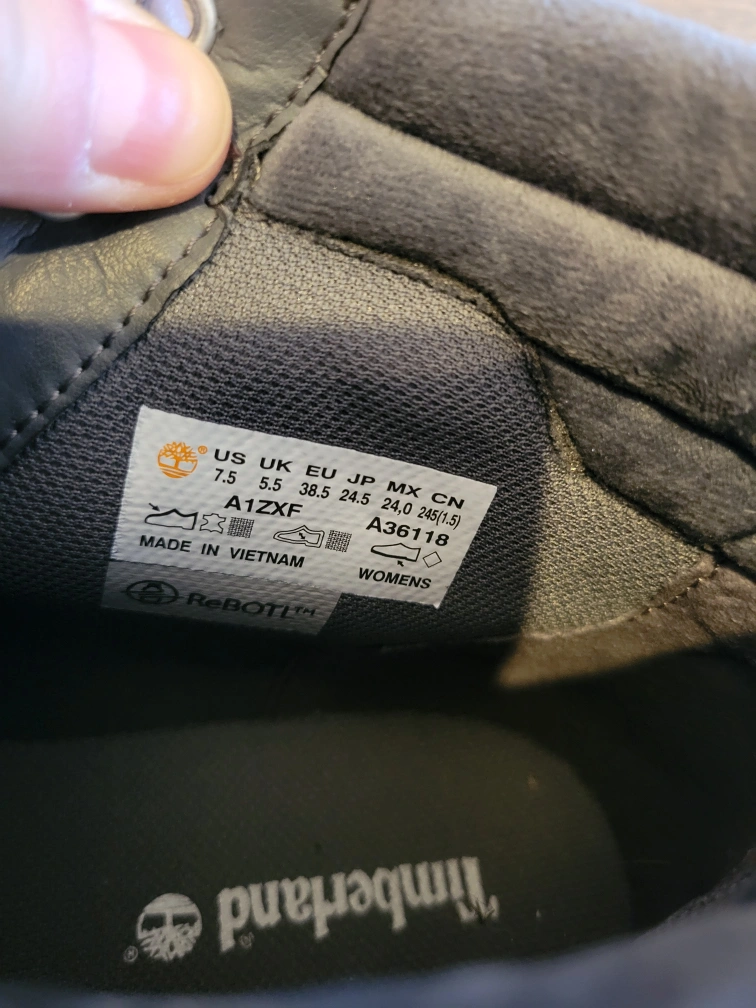 US UK EU JP MX CN
7.5 5.5 38.5 24.5 24,0 245(1.5)
A1ZXF A36118
MADE IN VIETNAM
WOMENS
ReBOTL™
Timberland®